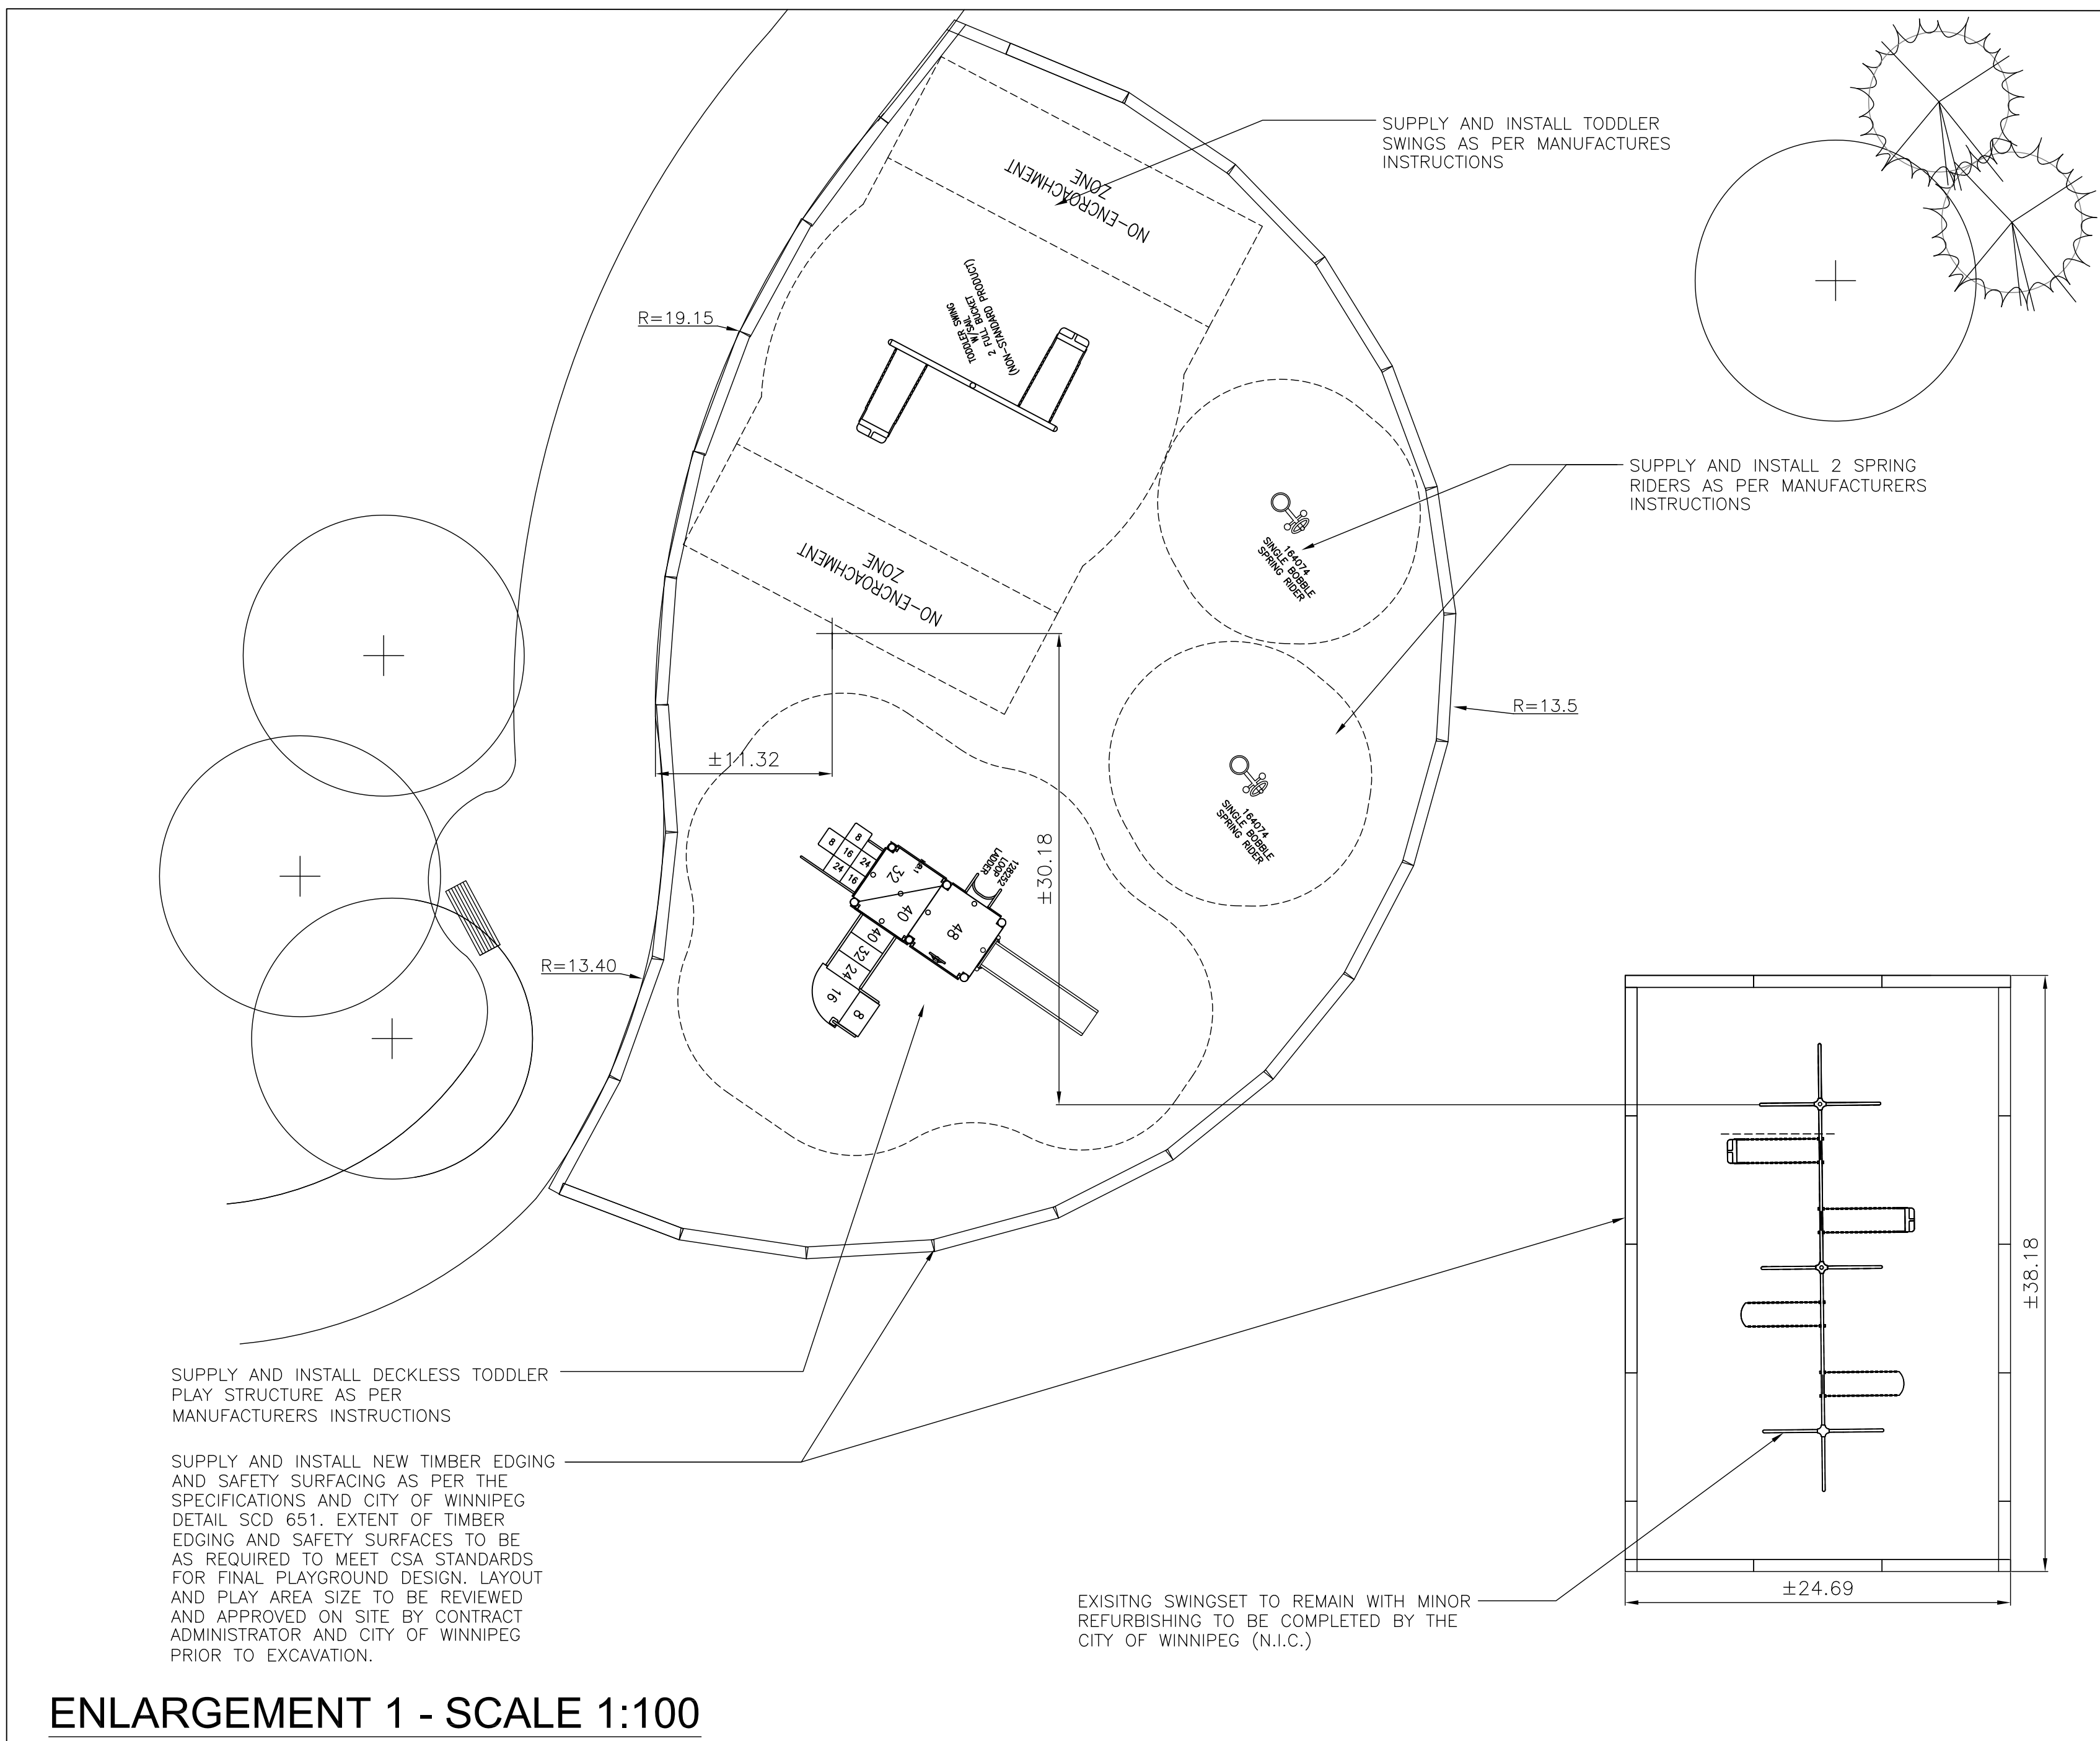 SUPPLY AND INSTALL TODDLER
SWINGS AS PER MANUFACTURES
INSTRUCTIONS
NO-ENCROACHMENT
ZONE
TODDLER SWING
W/SAIL
2 FULL BUCKET
(NON-STANDARD PRODUCT)
R=19.15
SUPPLY AND INSTALL 2 SPRING
RIDERS AS PER MANUFACTURERS
INSTRUCTIONS
164074
SINGLE BOBBLE
SPRING RIDER
NO-ENCROACHMENT
ZONE
R=13.5
±11.32
±30.18
164074
SINGLE BOBBLE
SPRING RIDER
128252
LOOP
LADDER
8
8
16
24
24
16
32
40
48
40
32
24
16
8
R=13.40
±38.18
±24.69
SUPPLY AND INSTALL DECKLESS TODDLER
PLAY STRUCTURE AS PER
MANUFACTURERS INSTRUCTIONS
SUPPLY AND INSTALL NEW TIMBER EDGING
AND SAFETY SURFACING AS PER THE
SPECIFICATIONS AND CITY OF WINNIPEG
DETAIL SCD 651. EXTENT OF TIMBER
EDGING AND SAFETY SURFACES TO BE
AS REQUIRED TO MEET CSA STANDARDS
FOR FINAL PLAYGROUND DESIGN. LAYOUT
AND PLAY AREA SIZE TO BE REVIEWED
AND APPROVED ON SITE BY CONTRACT
ADMINISTRATOR AND CITY OF WINNIPEG
PRIOR TO EXCAVATION.
EXISITNG SWINGSET TO REMAIN WITH MINOR
REFURBISHING TO BE COMPLETED BY THE
CITY OF WINNIPEG (N.I.C.)
ENLARGEMENT 1 - SCALE 1:100